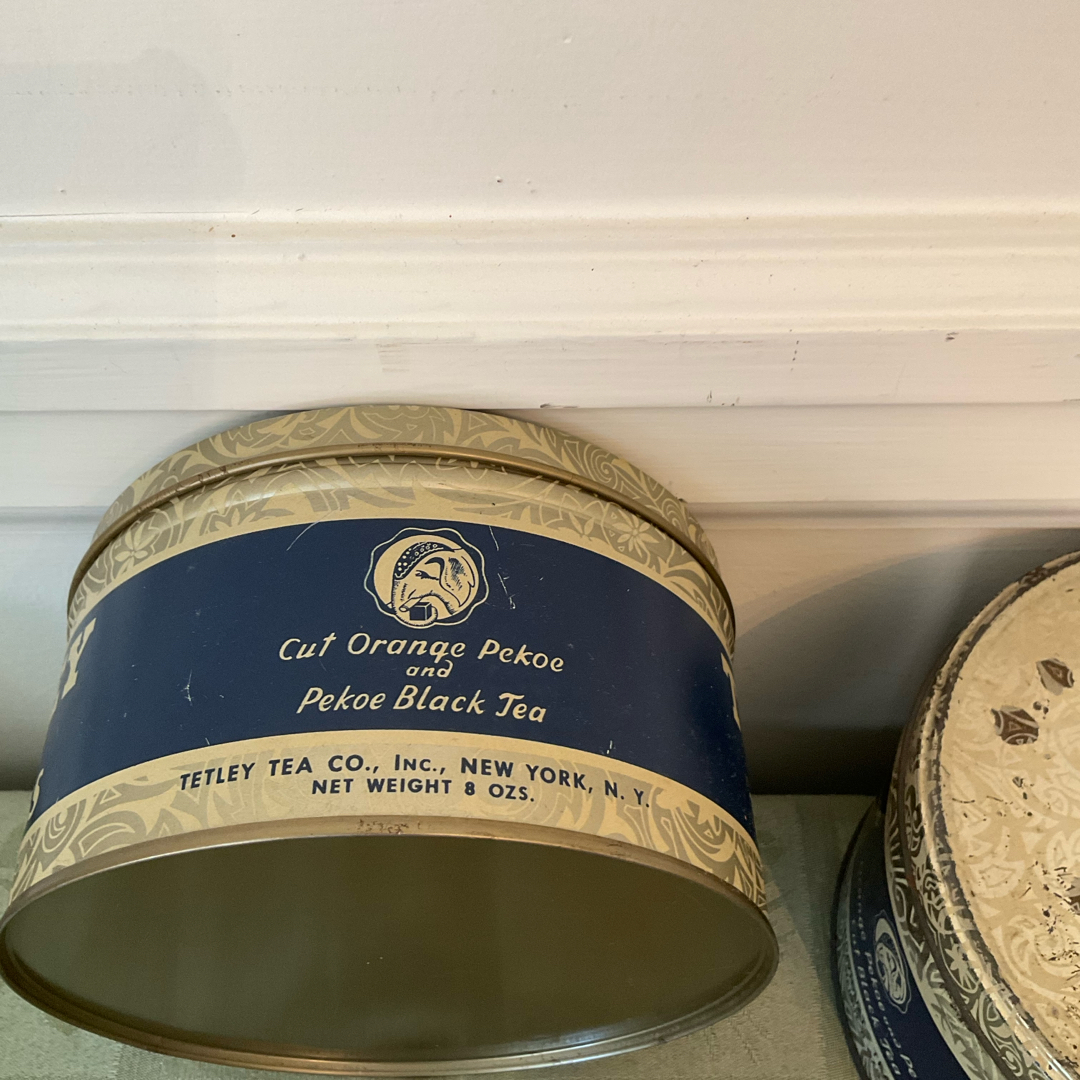 Cut Orange Pekoe
and
Pekoe Black Tea
TETLEY TEA CO., INC., NEW YORK, N. Y.
NET WEIGHT 8 OZS.
Y